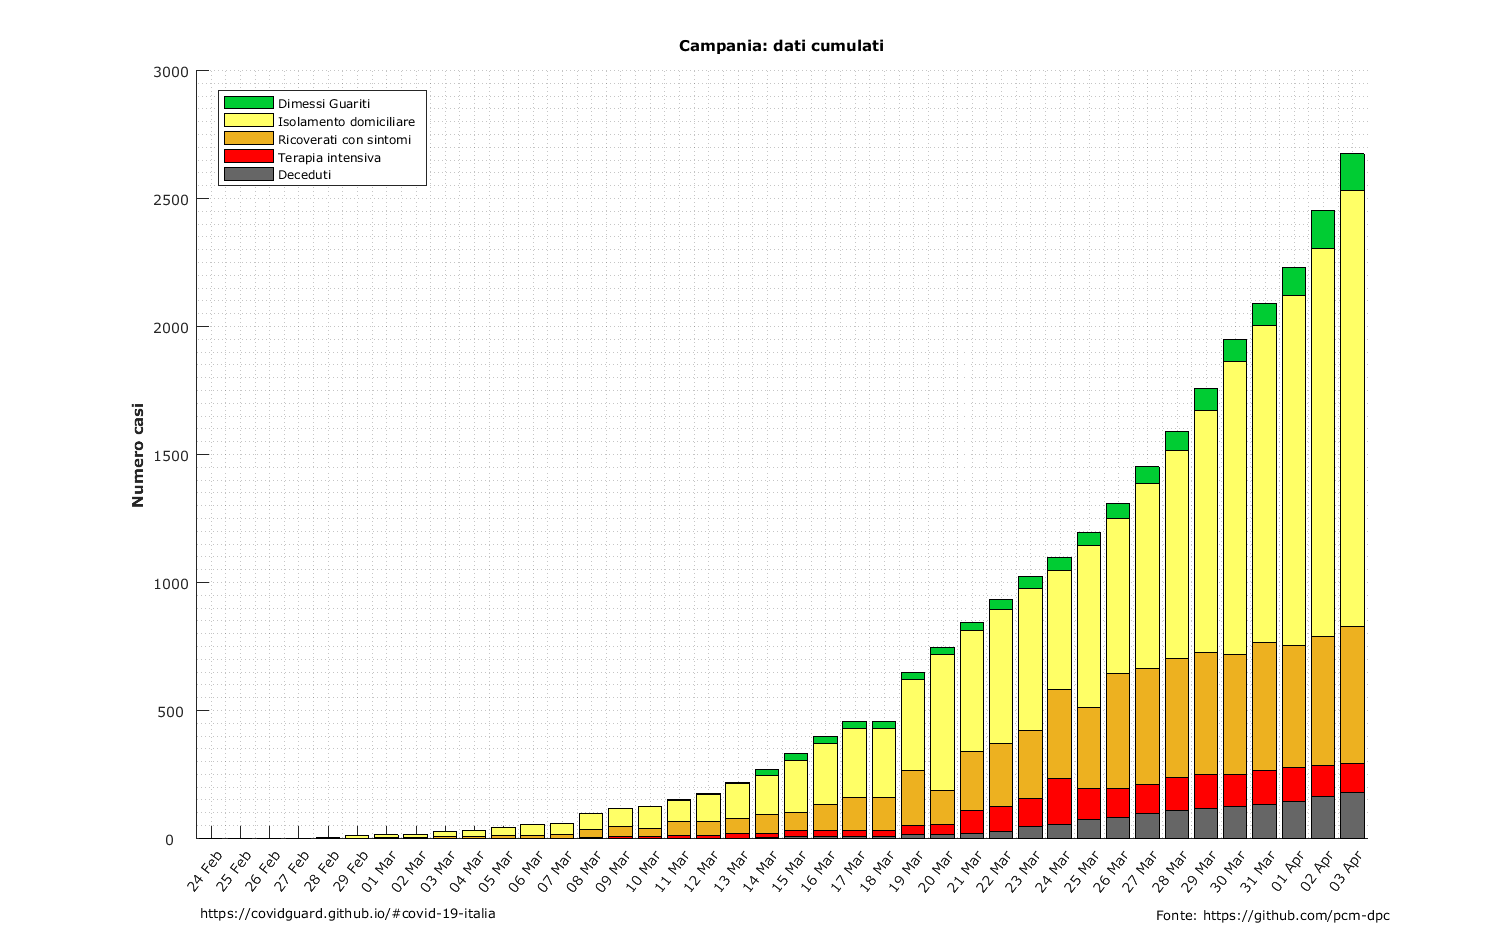 Campania: dati cumulati
3000
2500
2000
1500
1000
500
0
Numero casi
Dimessi Guariti
Isolamento domiciliare
Ricoverati con sintomi
Terapia intensiva
Deceduti
24 Feb
25 Feb
26 Feb
27 Feb
28 Feb
29 Feb
01 Mar
02 Mar
03 Mar
04 Mar
05 Mar
06 Mar
07 Mar
08 Mar
09 Mar
10 Mar
11 Mar
12 Mar
13 Mar
14 Mar
15 Mar
16 Mar
17 Mar
18 Mar
19 Mar
20 Mar
21 Mar
22 Mar
23 Mar
24 Mar
25 Mar
26 Mar
27 Mar
28 Mar
29 Mar
30 Mar
31 Mar
01 Apr
02 Apr
03 Apr
https://covidguard.github.io/#covid-19-italia
Fonte: https://github.com/pcm-dpc